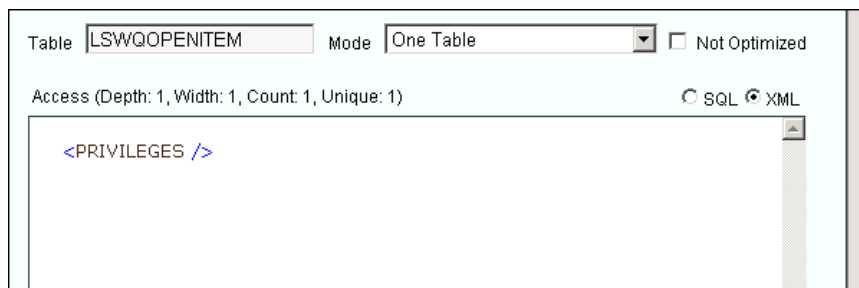 Table LSWQOPENITEM Mode One Table Not Optimized
Access (Depth: 1, Width: 1, Count: 1, Unique: 1) SQL XML
<PRIVILEGES />